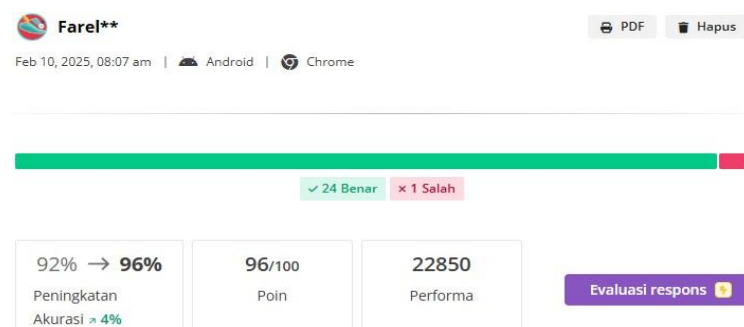 Farel**
PDF
Hapus
Feb 10, 2025, 08:07 am | Android | Chrome
✓ 24 Benar
× 1 Salah
92% → 96%
Peningkatan
Akurasi ↗ 4%
96/100
Poin
22850
Performa
Evaluasi respons